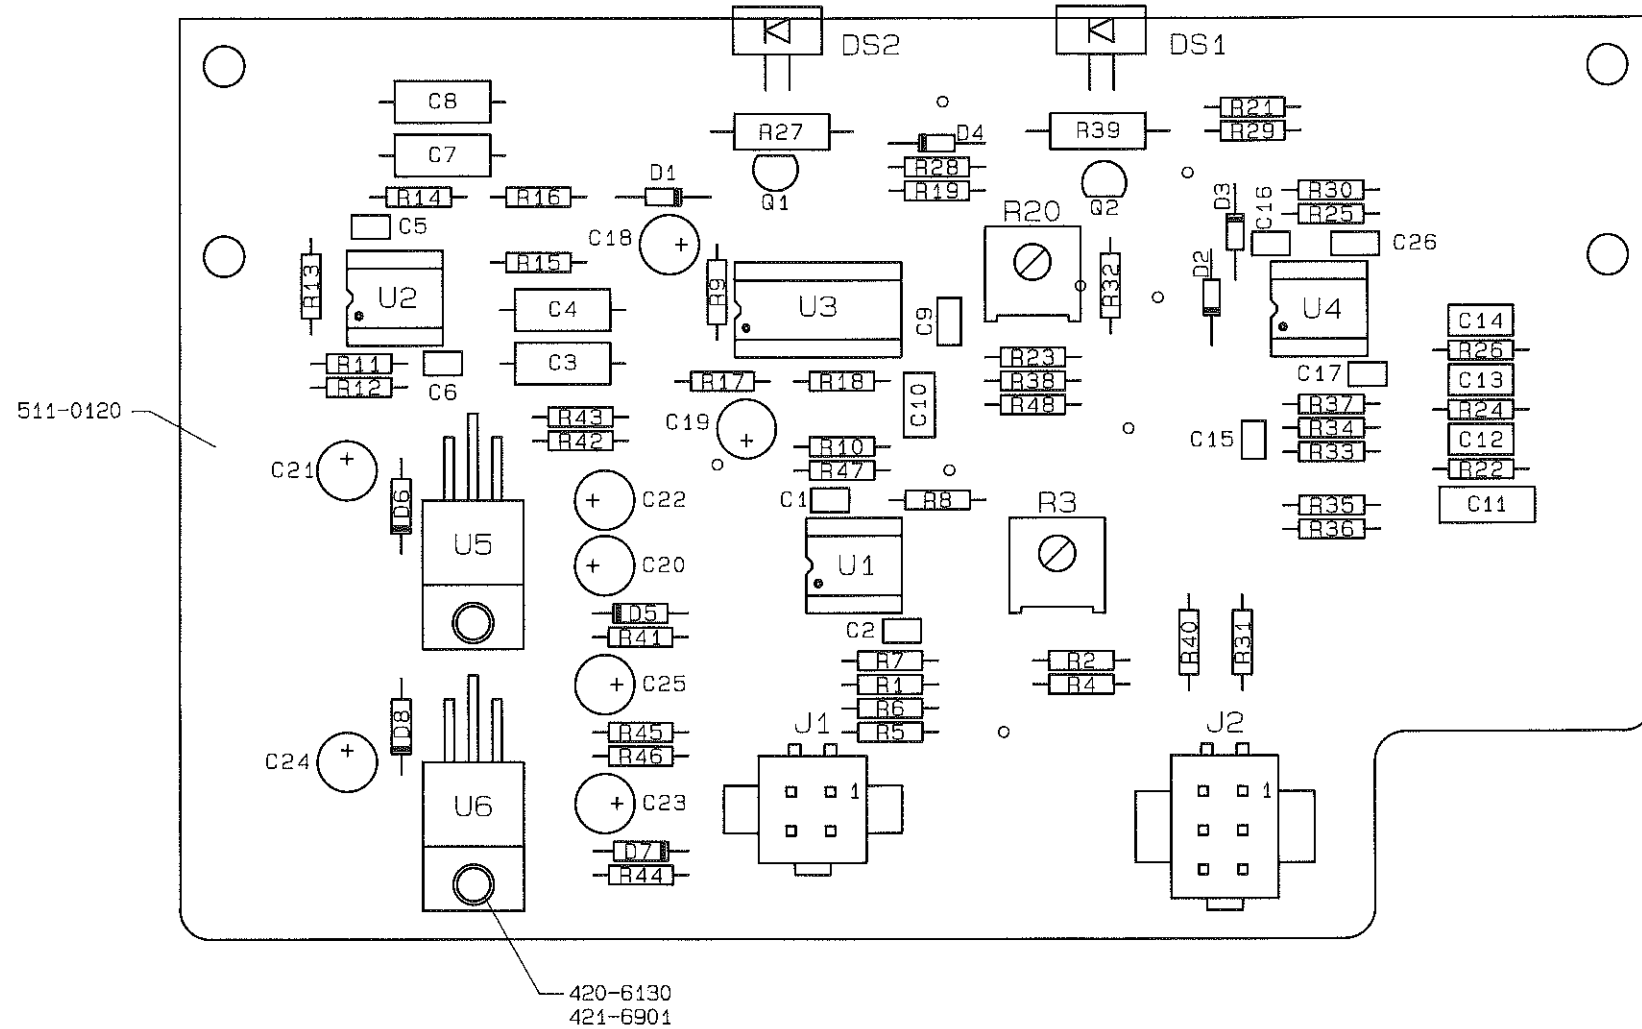 DS2
DS1
C8
R21
R27
R39
D4
R29
C7
R28
D1
R19
R14
R16
Q1
Q2
D3
C16
R30
R20
R25
C5
C18
C26
R13
R15
R9
R32
D2
U2
U3
U4
C4
C9
C14
R23
R26
R11
C3
C6
R17
R18
R38
C17
C13
R12
C10
R48
R37
R24
511-0120
R43
C19
R34
C15
R42
R10
R33
C12
C21
R47
R22
D6
C22
C1
R8
R3
R35
C11
R36
U5
U1
C20
D5
R41
C2
R40
R31
R7
R2
C25
R1
R4
R6
D8
J1
J2
R45
R5
R46
C24
1
1
U6
C23
D7
R44
420-6130
421-6901